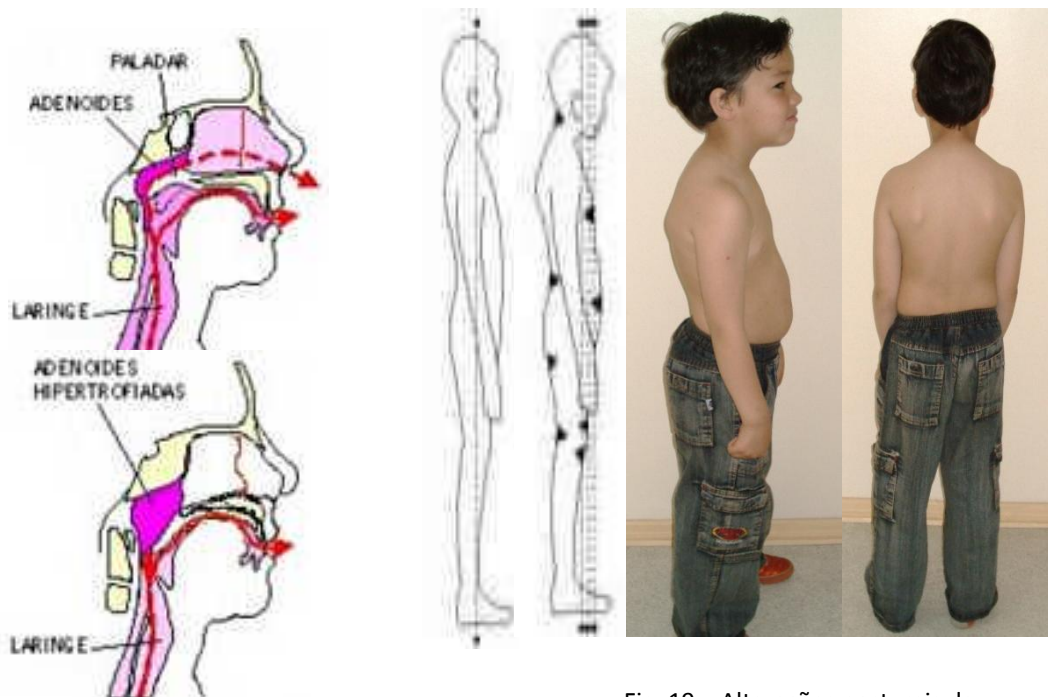 PALADAR
ADENOIDES
LARINGE
ADENOIDES
HIPERTROFIADAS
LARINGE